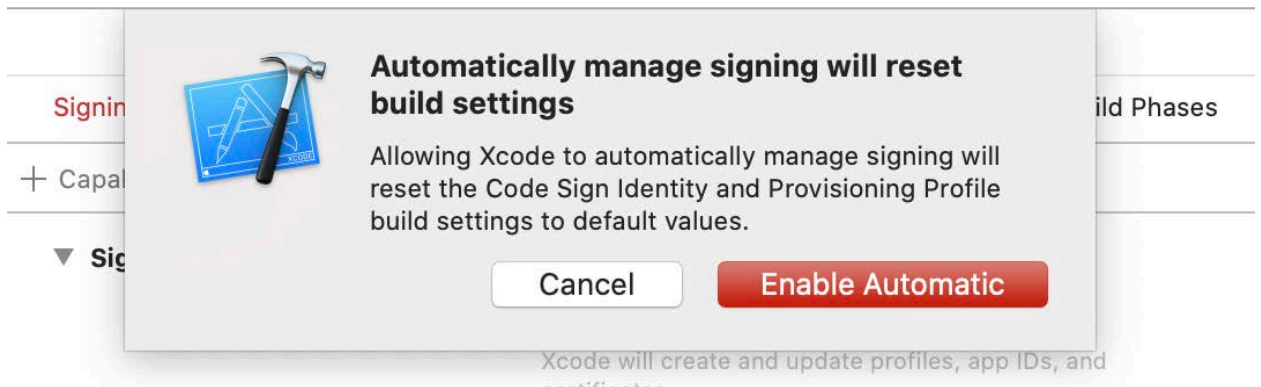 Automatically manage signing will reset
build settings
Signin
ild Phases
Allowing Xcode to automatically manage signing will
reset the Code Sign Identity and Provisioning Profile
build settings to default values.
+ Capal
▼ Sig
Cancel
Enable Automatic
XCODE
Xcode will create and update profiles, app IDs, and